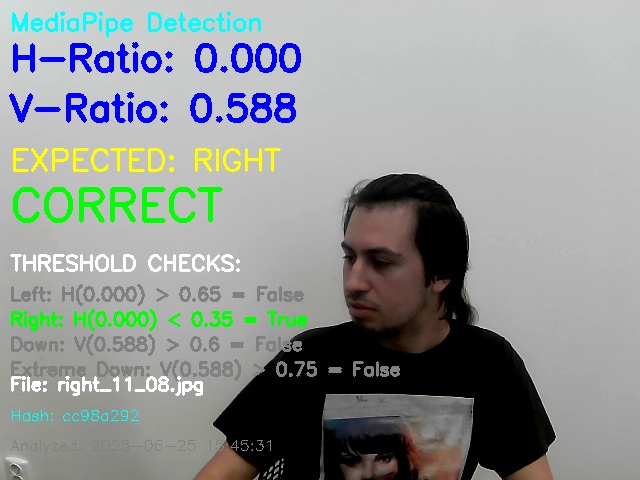 MediaPipe Detection
H-Ratio: 0.000
V-Ratio: 0.588
EXPECTED: RIGHT
CORRECT
THRESHOLD CHECKS:
Left: H(0.000) > 0.65 = False
Right: H(0.000) < 0.35 = True
Down: V(0.588) > 0.6 = False
Extreme Down: V(0.588) > 0.75 = False
File: right_11_08.jpg
Hash: cc98a292
Analyzed: 2025-06-25 15:45:31